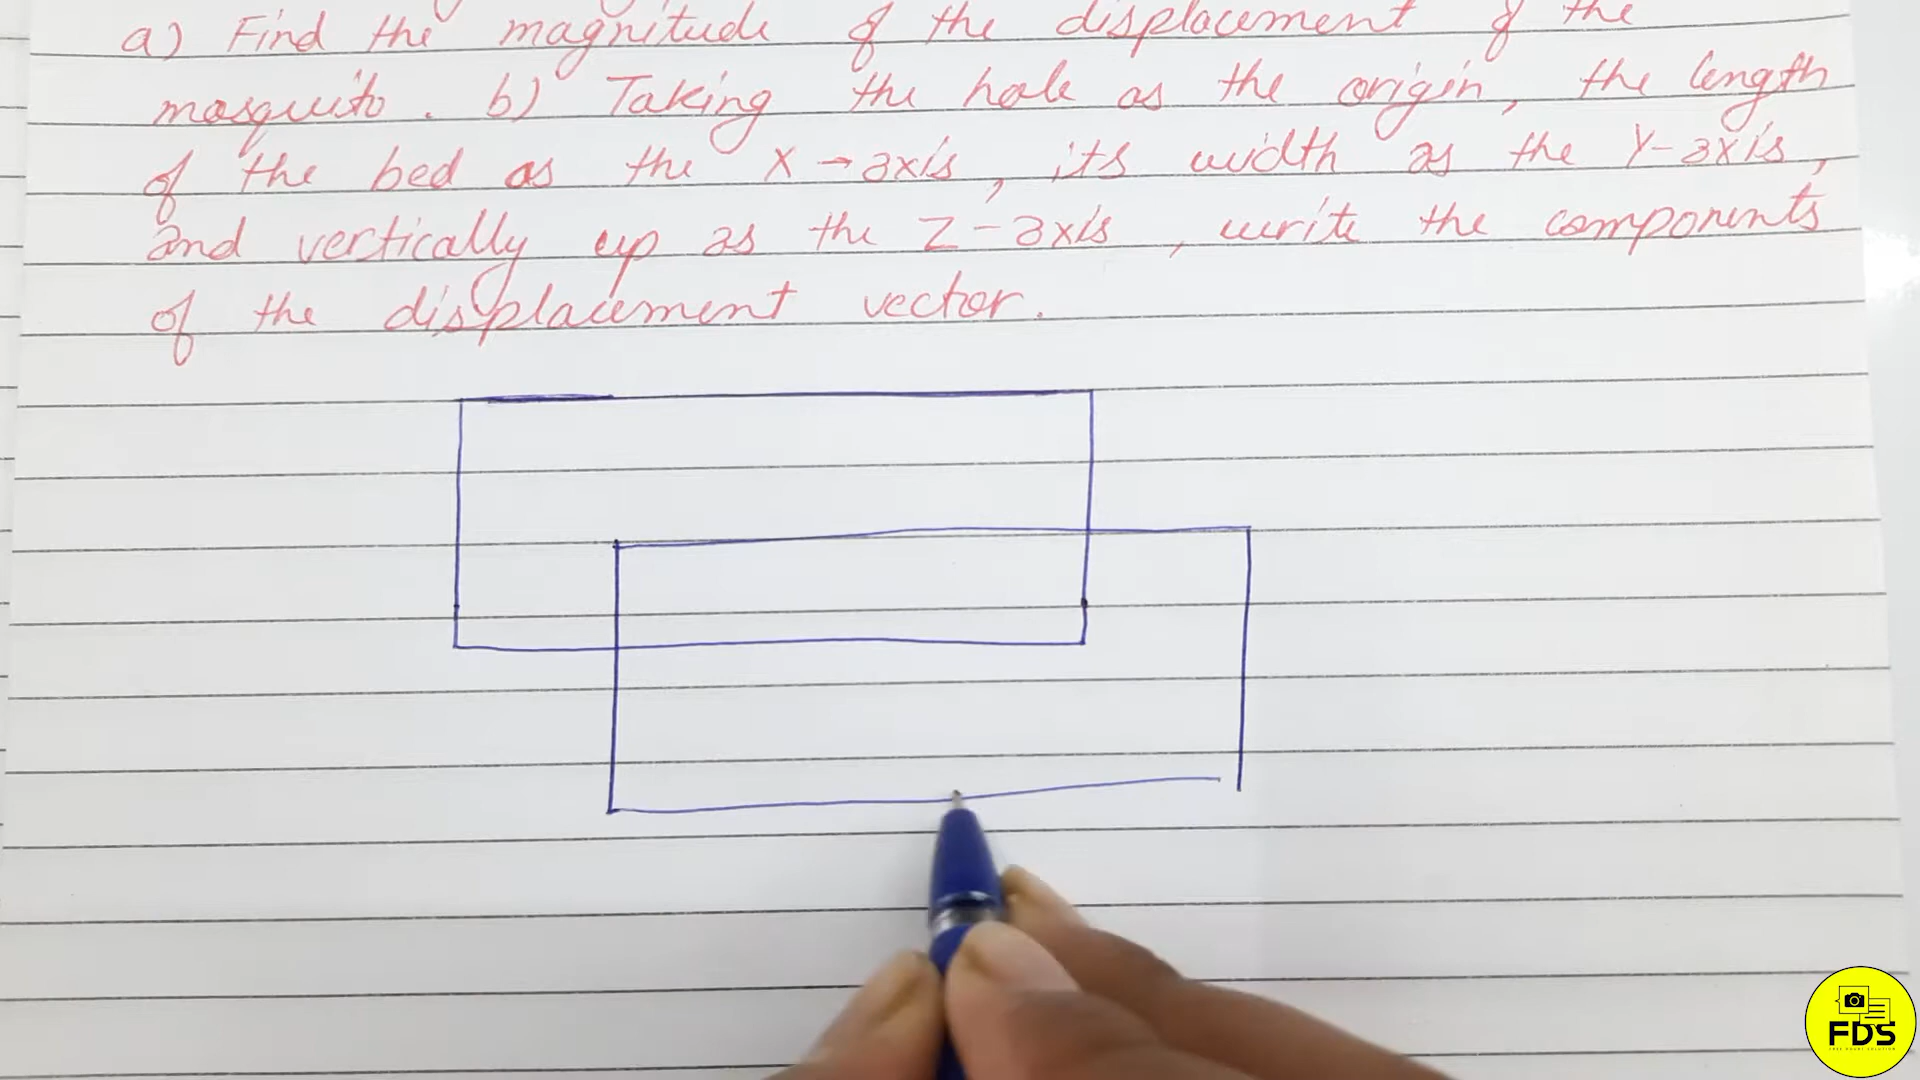 a) Find the magnitude of the displacement of the
mosquito. b) Taking the hole as the origin, the length
of the bed as the X-axis, its width as the Y-axis,
and vertically up as the Z-axis, write the components
of the displacement vector.
FDS